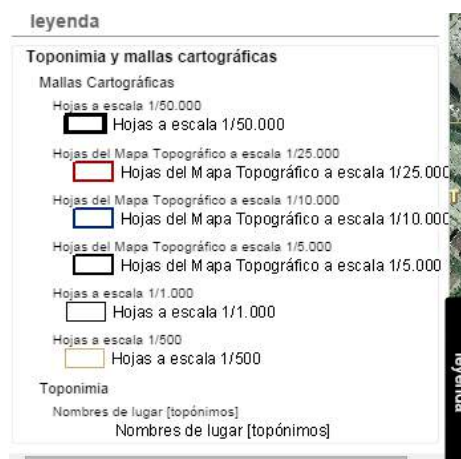 leyenda
Toponimia y mallas cartográficas
Mallas Cartográficas
Hojas a escala 1/50.000
Hojas a escala 1/50.000
Hojas del Mapa Topográfico a escala 1/25.000
Hojas del Mapa Topográfico a escala 1/25.000
Hojas del Mapa Topográfico a escala 1/10.000
Hojas del Mapa Topográfico a escala 1/10.000
Hojas del Mapa Topográfico a escala 1/5.000
Hojas del Mapa Topográfico a escala 1/5.000
Hojas a escala 1/1.000
Hojas a escala 1/1.000
Hojas a escala 1/500
Hojas a escala 1/500
Toponimia
Nombres de lugar [topónimos]
Nombres de lugar [topónimos]
T
leyenda